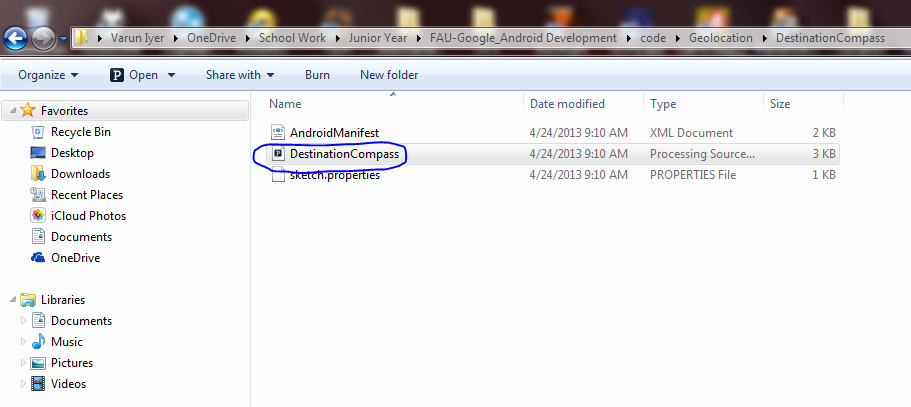 Varun Iyer OneDrive School Work Junior Year FAU-Google_Android Development code Geolocation DestinationCompass
Organize Open Share with Burn New folder
Favorites
Recycle Bin
Desktop
Downloads
Recent Places
iCloud Photos
Documents
OneDrive
Libraries
Documents
Music
Pictures
Videos
Name Date modified Type Size
AndroidManifest 4/24/2013 9:10 AM XML Document 2 KB
DestinationCompass 4/24/2013 9:10 AM Processing Source... 3 KB
sketch.properties 4/24/2013 9:10 AM PROPERTIES File 1 KB